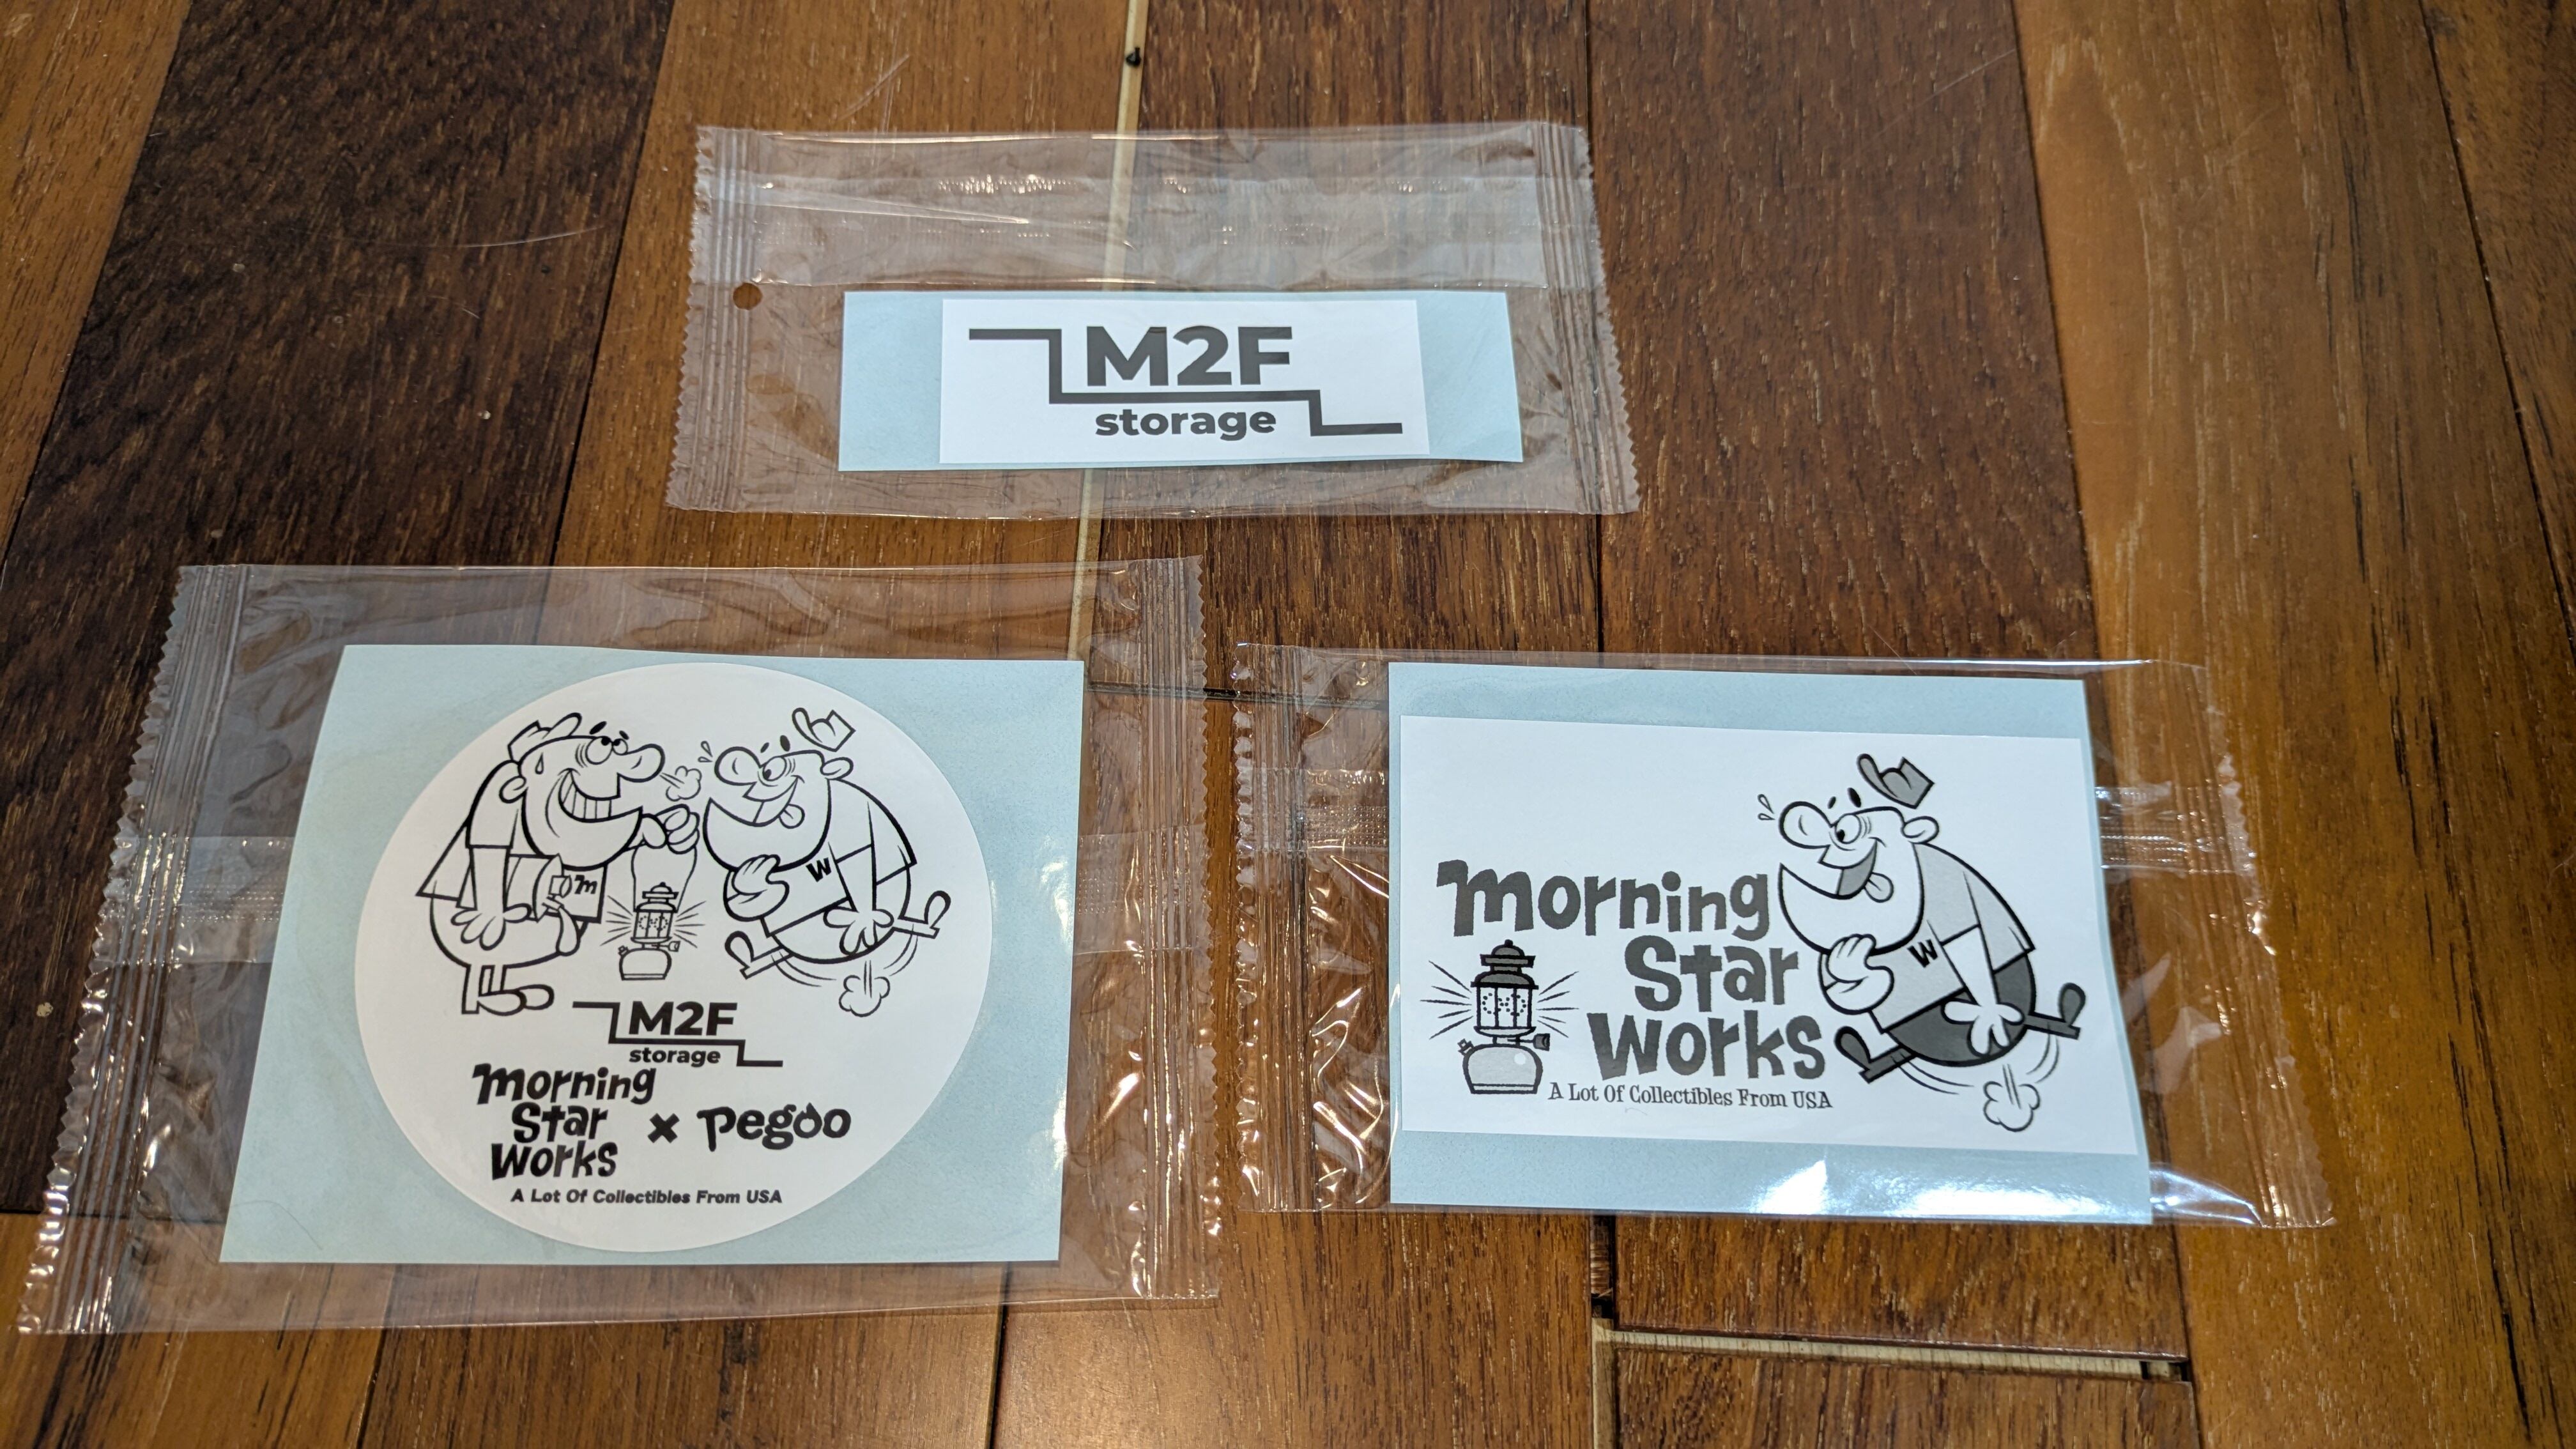 M2F
storage
m
W
M2F
storage
morning
Star
works
× Pegoo
A Lot Of Collectibles From USA
W
morning
Star
works
A Lot Of Collectibles From USA